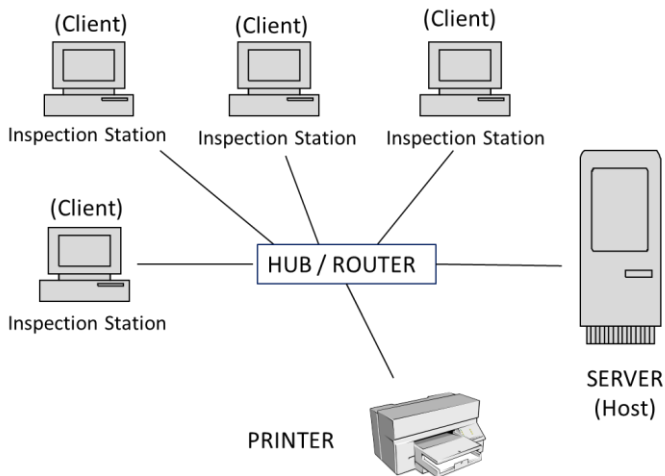 (Client)
(Client)
(Client)
Inspection Station
Inspection Station
Inspection Station
(Client)
Inspection Station
HUB / ROUTER
SERVER
(Host)
PRINTER